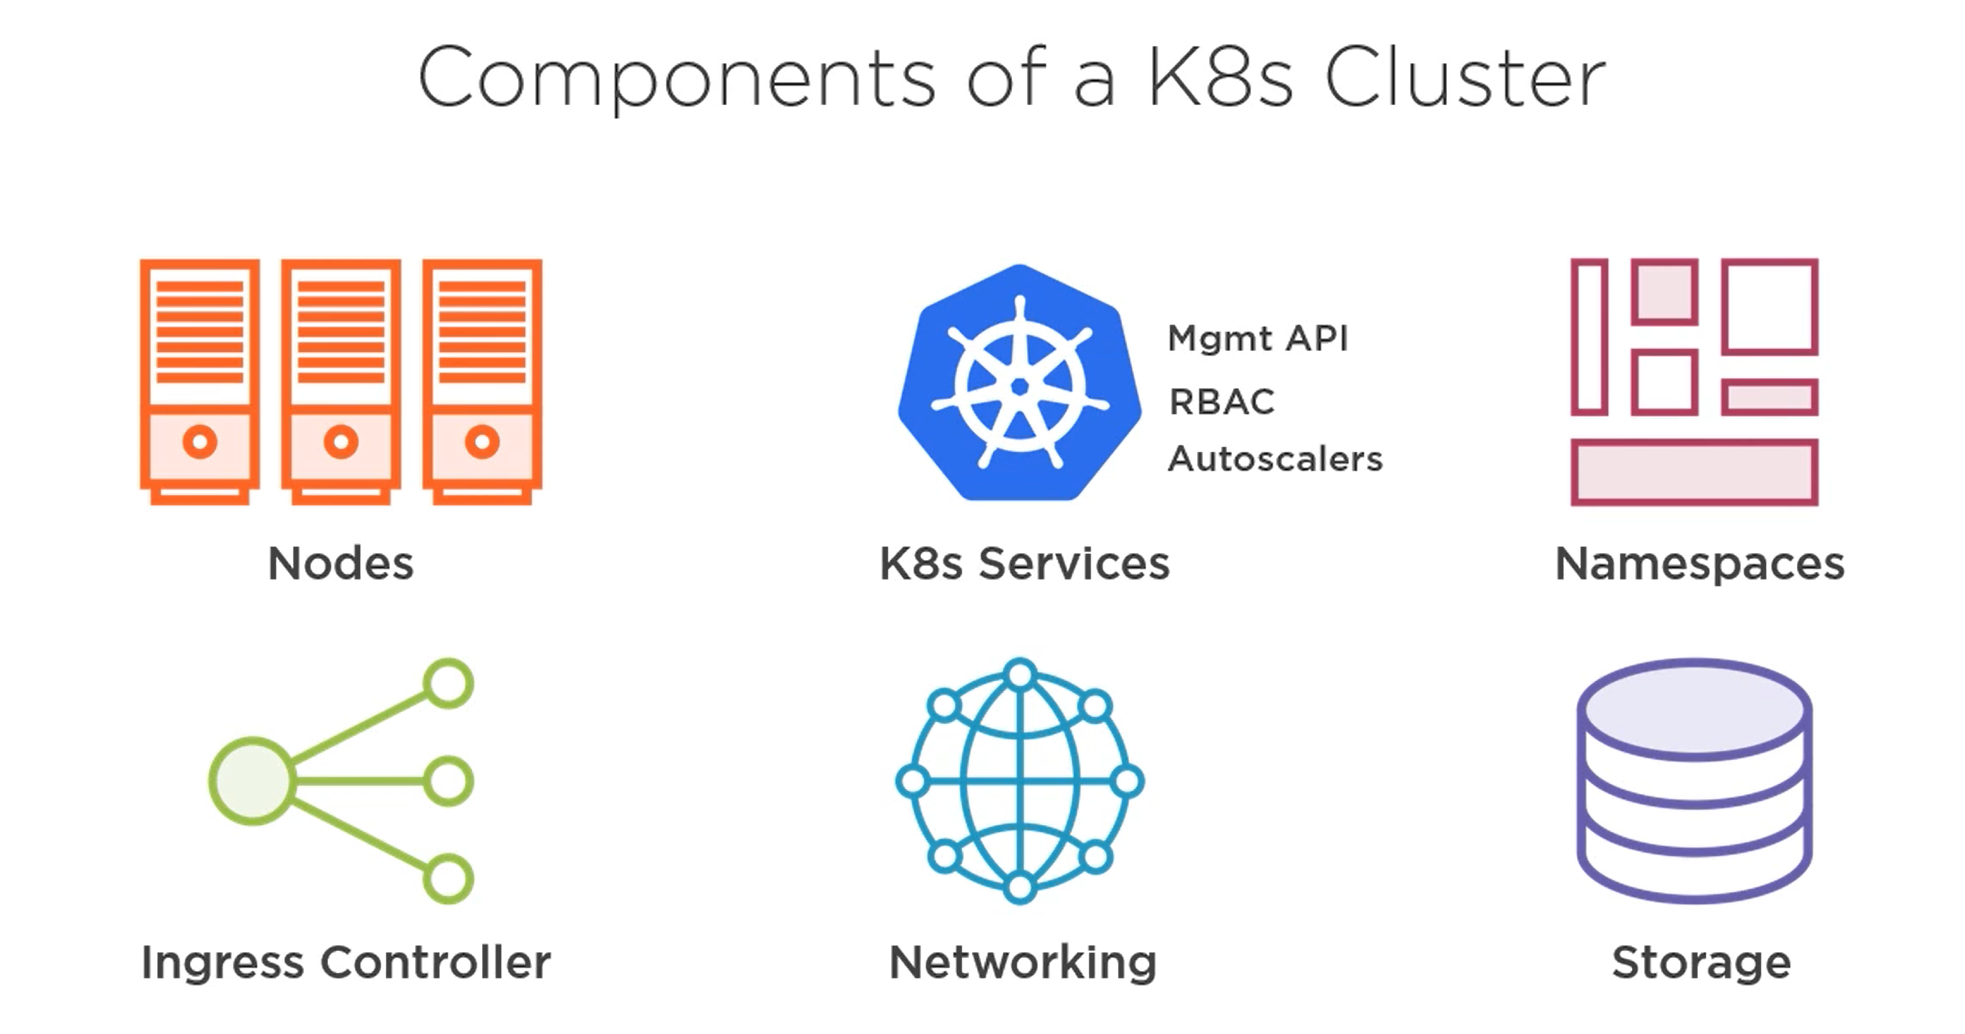 Components of a K8s Cluster
Nodes
Mgmt API
RBAC
Autoscalers
K8s Services
Namespaces
Ingress Controller
Networking
Storage